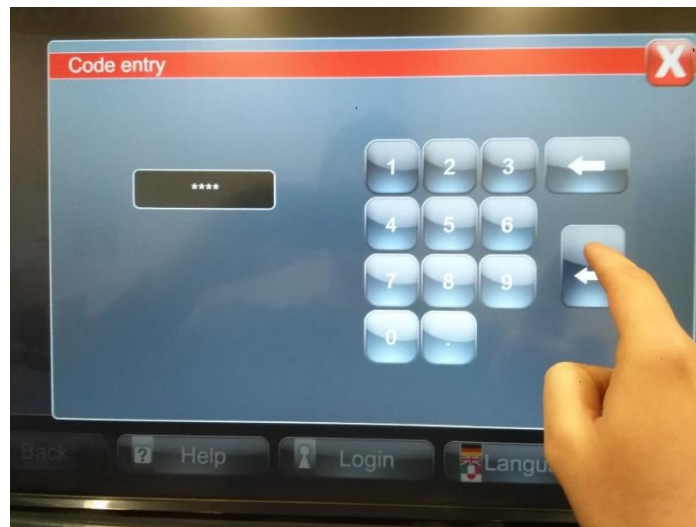 Code entry
X
****
1 2 3
4 5 6
7 8 9
0 .
Back
? Help
Login
Langu